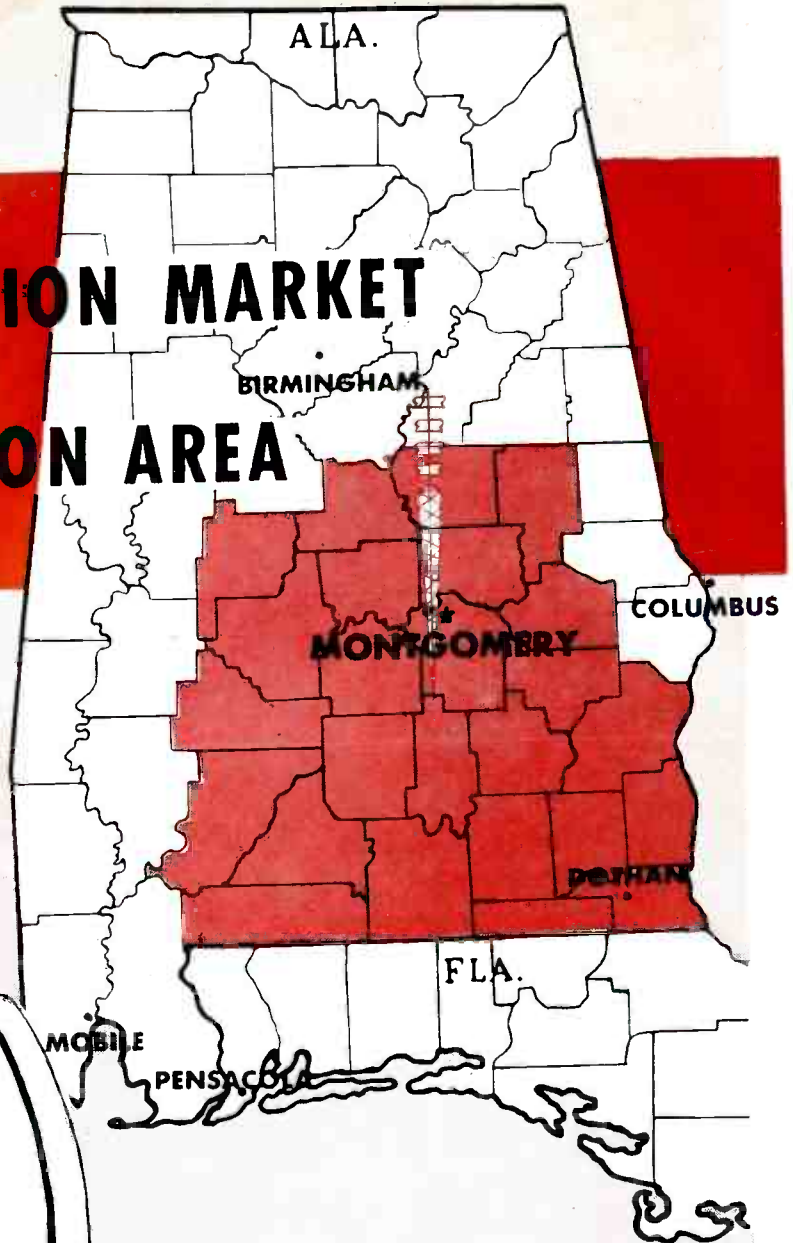 ALA.
ION MARKET
BIRMINGHAM
ON AREA
COLUMBUS
MONTGOMERY
DOTHAN
FLA.
MOBILE
PENSACOLA